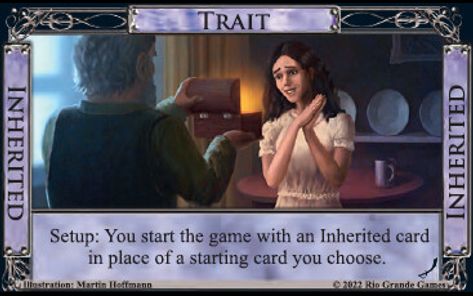 TRAIT
INHERITED
INHERITED
Setup: You start the game with an Inherited card
in place of a starting card you choose.
Illustration: Martin Hoffmann
© 2022 Rio Grande Games